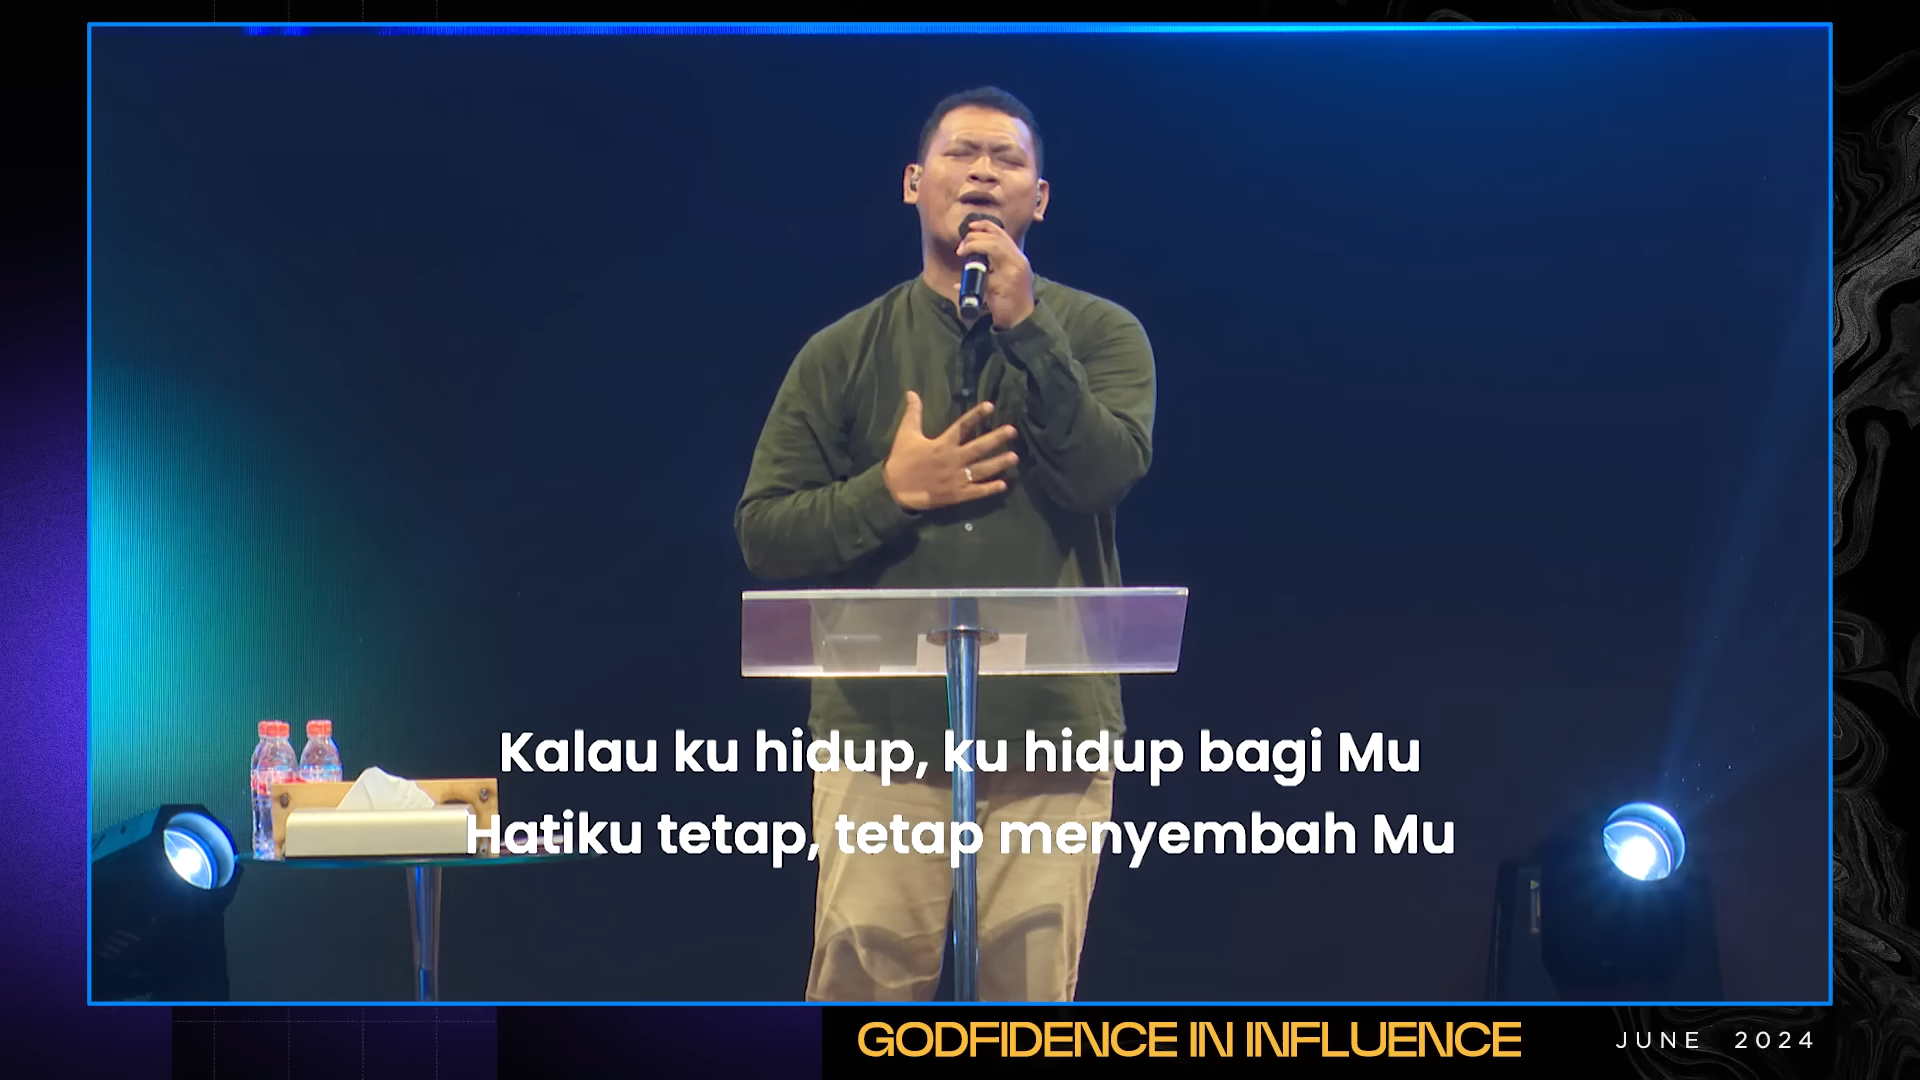 Kalau ku hidup, ku hidup bagi Mu
Hatiku tetap, tetap menyembah Mu
GODFIDENCE IN INFLUENCE
JUNE 2024